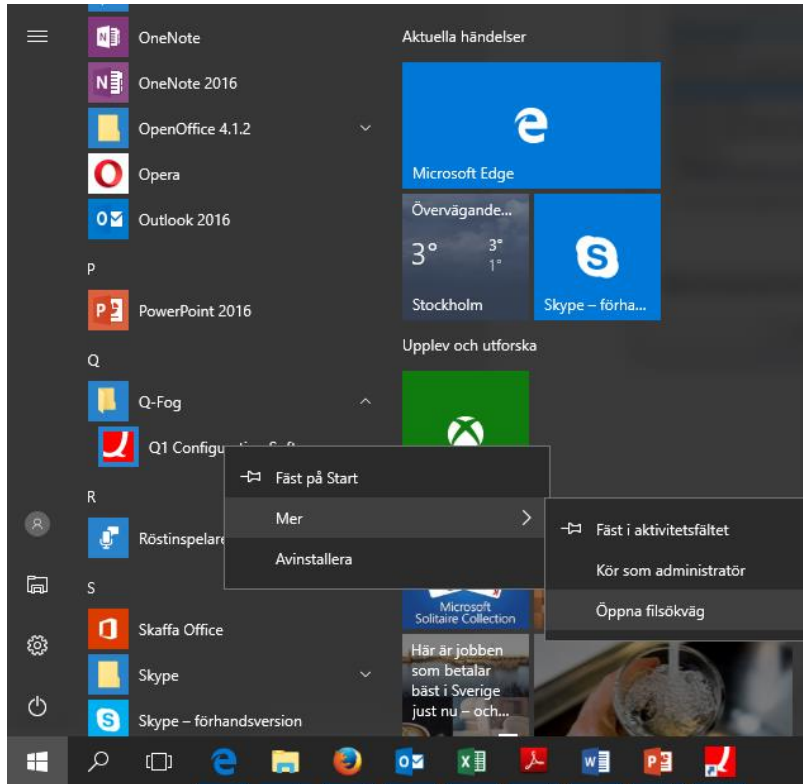 OneNote
OneNote 2016
OpenOffice 4.1.2
Opera
Outlook 2016
P
PowerPoint 2016
Q
Q-Fog
Q1
R
Röstinspelare
S
Skaffa Office
Skype
Skype – förhandsversion
Aktuella händelser
Microsoft Edge
Övervägande...
3°
3°
1°
Stockholm
Skype – förha...
Upplev och utforska
Fäst på Start
Mer
Avinstallera
Fäst i aktivitetsfältet
Kör som administratör
Öppna filsökväg
Microsoft
Solitaire Collection
Här är jobben
som betalar
bäst i Sverige
just nu – och...